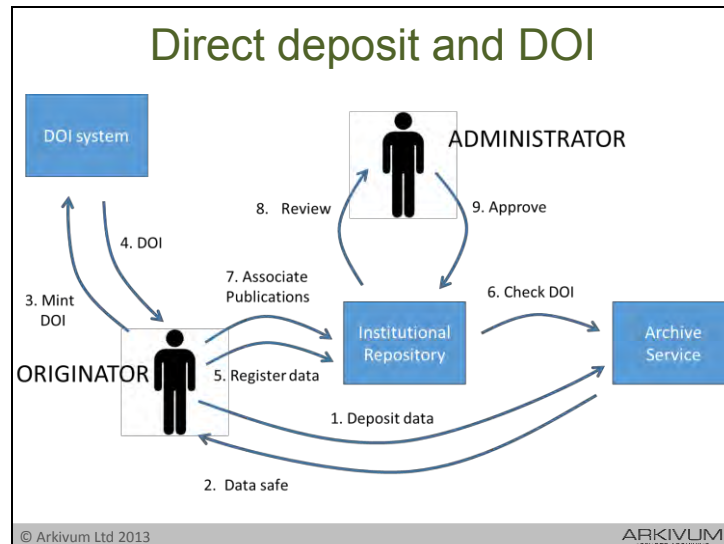 Direct deposit and DOI
DOI system
ADMINISTRATOR
8. Review
9. Approve
4. DOI
3. Mint
DOI
7. Associate
Publications
6. Check DOI
Institutional
Repository
Archive
Service
ORIGINATOR
5. Register data
1. Deposit data
2. Data safe
© Arkivum Ltd 2013
ARKIVUM